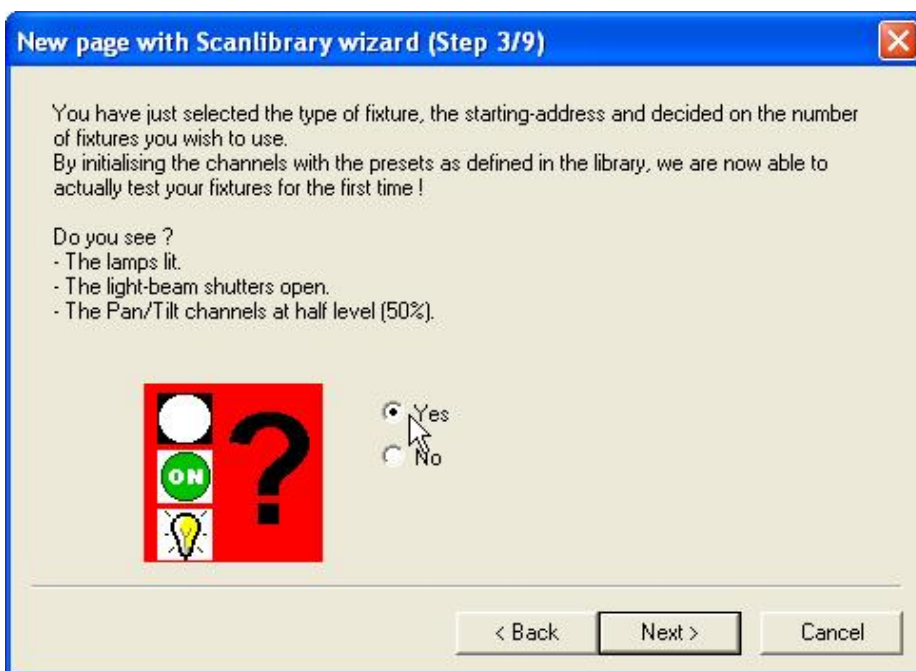 New page with Scanlibrary wizard (Step 3/9)
You have just selected the type of fixture, the starting-address and decided on the number
of fixtures you wish to use.
By initialising the channels with the presets as defined in the library, we are now able to
actually test your fixtures for the first time !
Do you see ?
- The lamps lit.
- The light-beam shutters open.
- The Pan/Tilt channels at half level (50%).
?
ON
Yes
No
< Back Next > Cancel